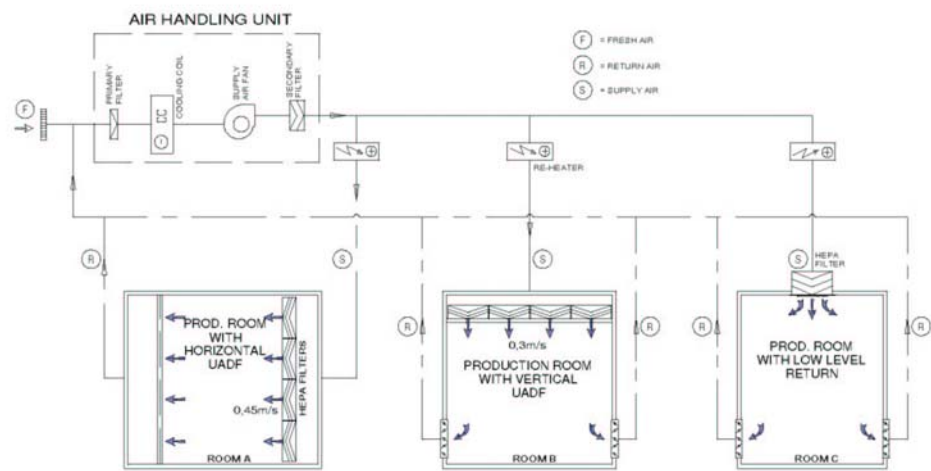 AIR HANDLING UNIT
F
= FRESH AIR
R
= RETURN AIR
S
= SUPPLY AIR
F
PRIMARY
FILTER
CC
COOLING COIL
SUPPLY
AIR FAN
SECONDARY
FILTER
RE-HEATER
R
S
S
S
HEPA
FILTER
R
R
R
R
PROD. ROOM
WITH
HORIZONTAL
UADF
0,45m/s
HEPA FILTERS
ROOM A
0,3m/s
PRODUCTION ROOM
WITH VERTICAL
UADF
ROOM B
PROD. ROOM
WITH LOW LEVEL
RETURN
ROOM C